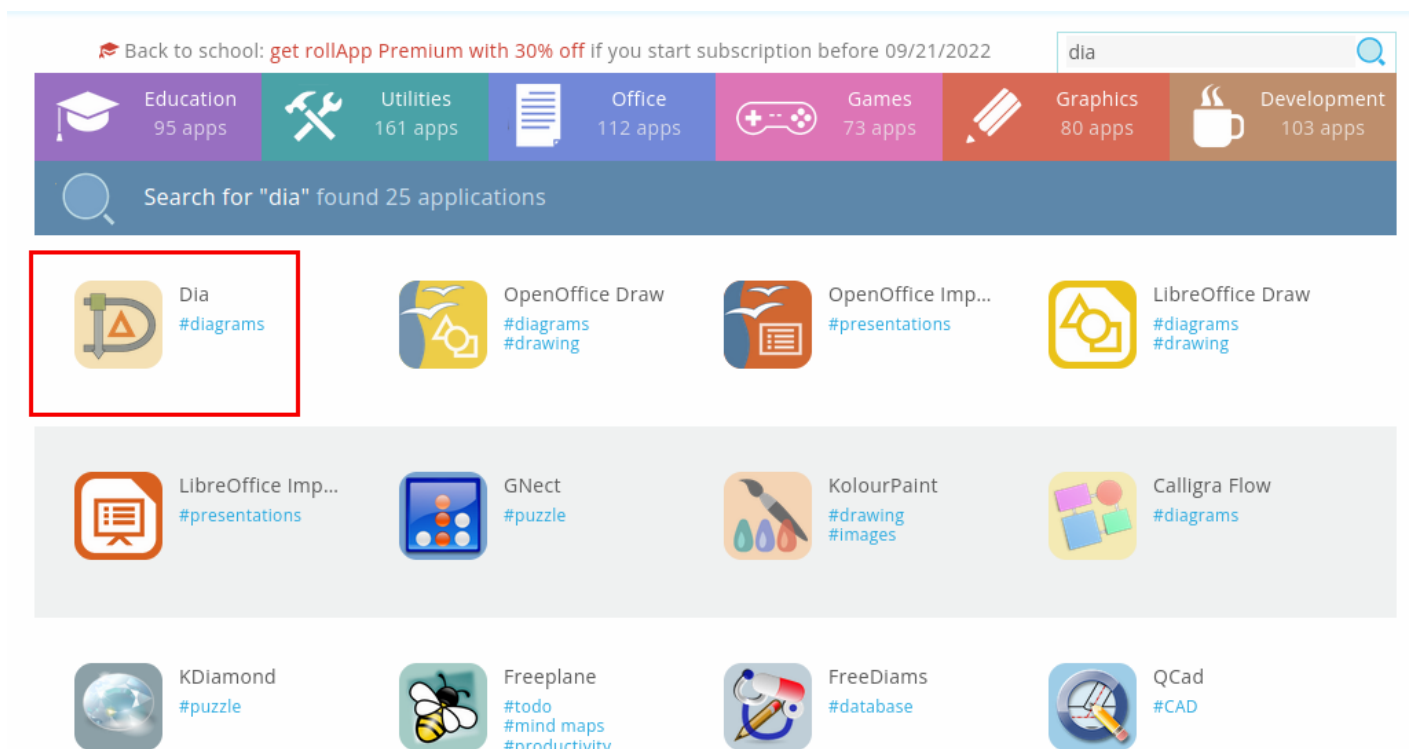 Back to school: get rollApp Premium with 30% off if you start subscription before 09/21/2022
dia
Education
95 apps
Utilities
161 apps
Office
112 apps
Games
73 apps
Graphics
80 apps
Development
103 apps
Search for "dia" found 25 applications
Dia
#diagrams
OpenOffice Draw
#diagrams
#drawing
OpenOffice Imp...
#presentations
LibreOffice Draw
#diagrams
#drawing
LibreOffice Imp...
#presentations
GNect
#puzzle
KolourPaint
#drawing
#images
Calligra Flow
#diagrams
KDiamond
#puzzle
Freeplane
#todo
#mind maps
#productivity
FreeDiams
#database
QCad
#CAD